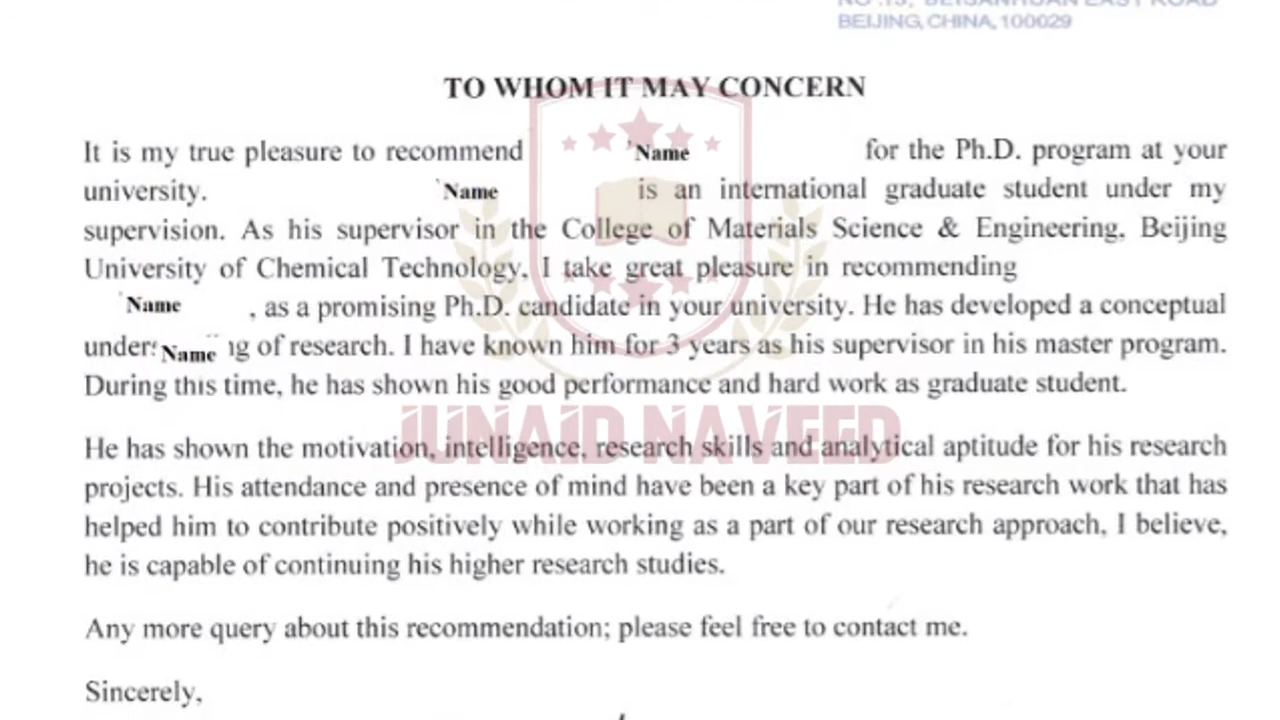 NO .15, BEISANHUAN EAST ROAD
BEIJING, CHINA, 100029
TO WHOM IT MAY CONCERN
It is my true pleasure to recommend Name for the Ph.D. program at your
university. Name is an international graduate student under my
supervision. As his supervisor in the College of Materials Science & Engineering, Beijing
University of Chemical Technology, I take great pleasure in recommending
Name , as a promising Ph.D. candidate in your university. He has developed a conceptual
under Name ng of research. I have known him for 3 years as his supervisor in his master program.
During this time, he has shown his good performance and hard work as graduate student.
JUNAID NAVEED
He has shown the motivation, intelligence, research skills and analytical aptitude for his research
projects. His attendance and presence of mind have been a key part of his research work that has
helped him to contribute positively while working as a part of our research approach, I believe,
he is capable of continuing his higher research studies.
Any more query about this recommendation; please feel free to contact me.
Sincerely,